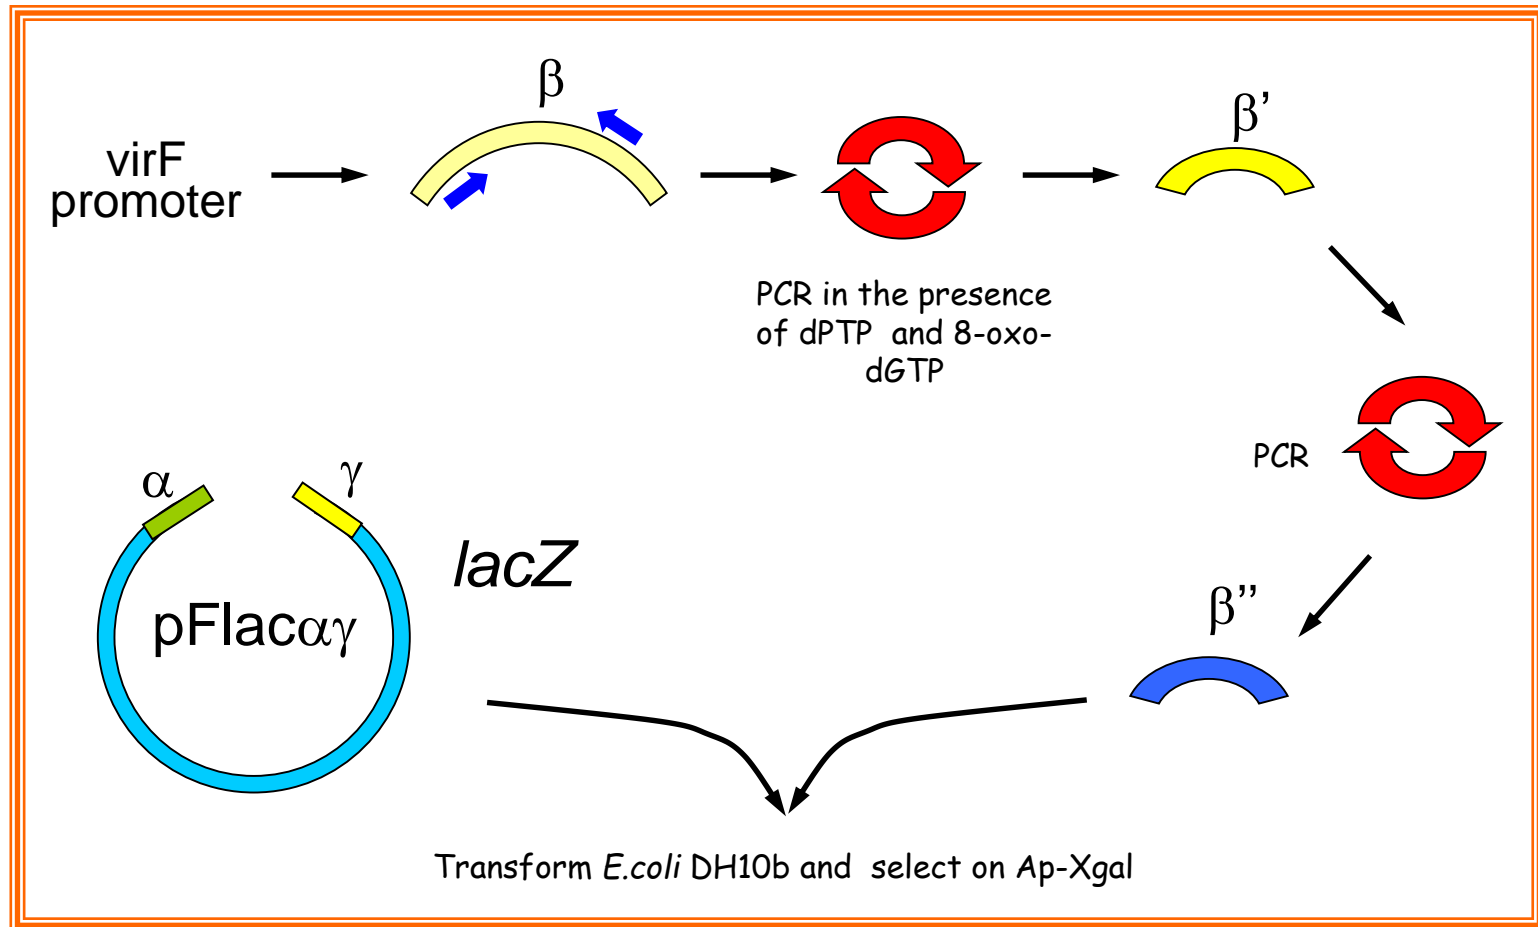 virF
promoter
β
β’
PCR in the presence
of dPTP and 8-oxo-
dGTP
PCR
α
γ
lacZ
pFlacαγ
β’’
Transform E.coli DH10b and select on Ap-Xgal